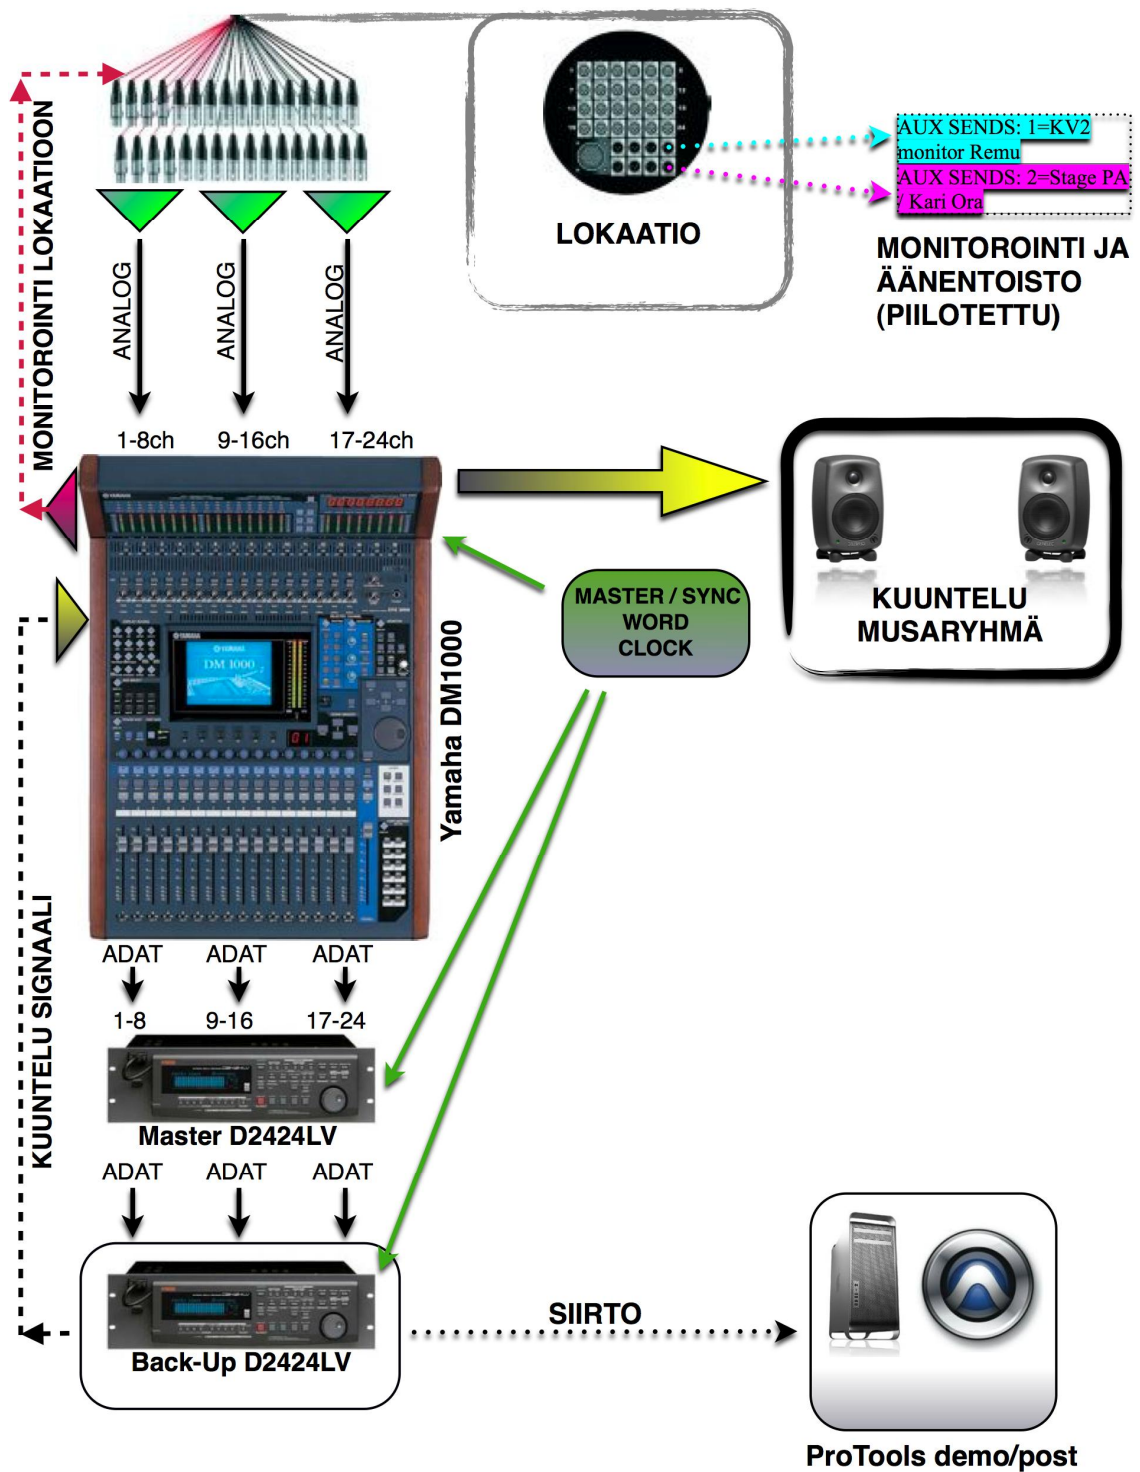 LOKAATIO
AUX SENDS: 1=KV2
monitor Remu
AUX SENDS: 2=Stage PA
/ Kari Ora
MONITOROINTI JA
ÄÄNENTOISTO
(PIILOTETTU)
MONITOROINTI LOKAATIOON
ANALOG
ANALOG
ANALOG
1-8ch
9-16ch
17-24ch
YAMAHA
DM 1000
Yamaha DM1000
MASTER / SYNC
WORD
CLOCK
KUUNTELU
MUSARYHMÄ
KUUNTELU SIGNAALI
ADAT
ADAT
ADAT
1-8
9-16
17-24
Master D2424LV
ADAT
ADAT
ADAT
Back-Up D2424LV
SIIRTO
ProTools demo/post